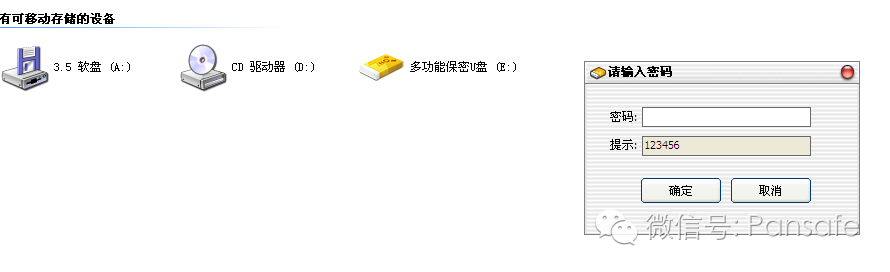 有可移动存储的设备
3.5 软盘 (A:)
CD 驱动器 (D:)
多功能保密U盘 (E:)
请输入密码
密码:
提示: 123456
确定 取消
微信号: Pansafe